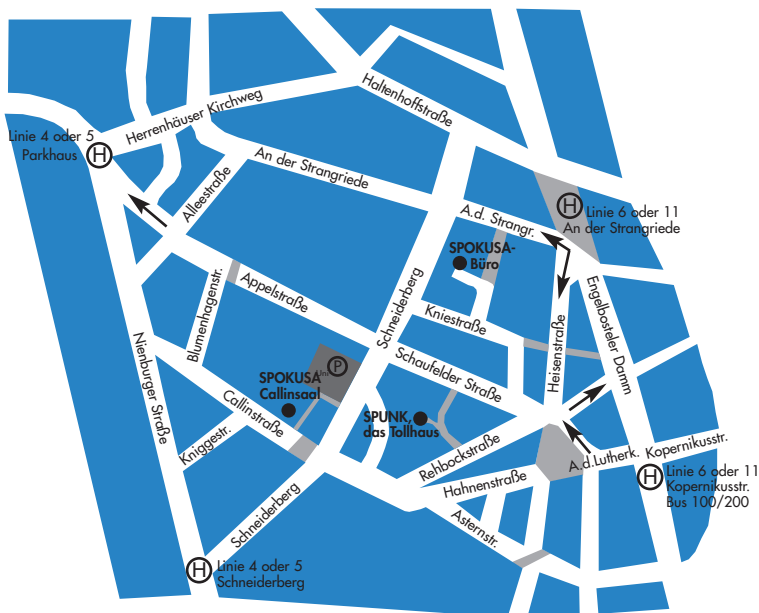 Haltenhoffstraße
Herrenhäuser Kirchweg
Linie 4 oder 5
Parkhaus
H
An der Strangriede
Alleestraße
A.d. Strangr.
H
Linie 6 oder 11
An der Strangriede
SPOKUSA-
Büro
Schneiderberg
Engelbosteler Damm
Appelstraße
Blumenhagenstr.
Kniestraße
Heisenstraße
Nienburger Straße
Uni
P
Schaufelder Straße
SPOKUSA
Callinsaal
Callinstraße
SPUNK,
das Tollhaus
Kniggestr.
Rehbockstraße
A.d.Lutherk.
Kopernikusstr.
Hahnenstraße
H
Linie 6 oder 11
Kopernikusstr.
Bus 100/200
Schneiderberg
Asternstr.
H
Linie 4 oder 5
Schneiderberg